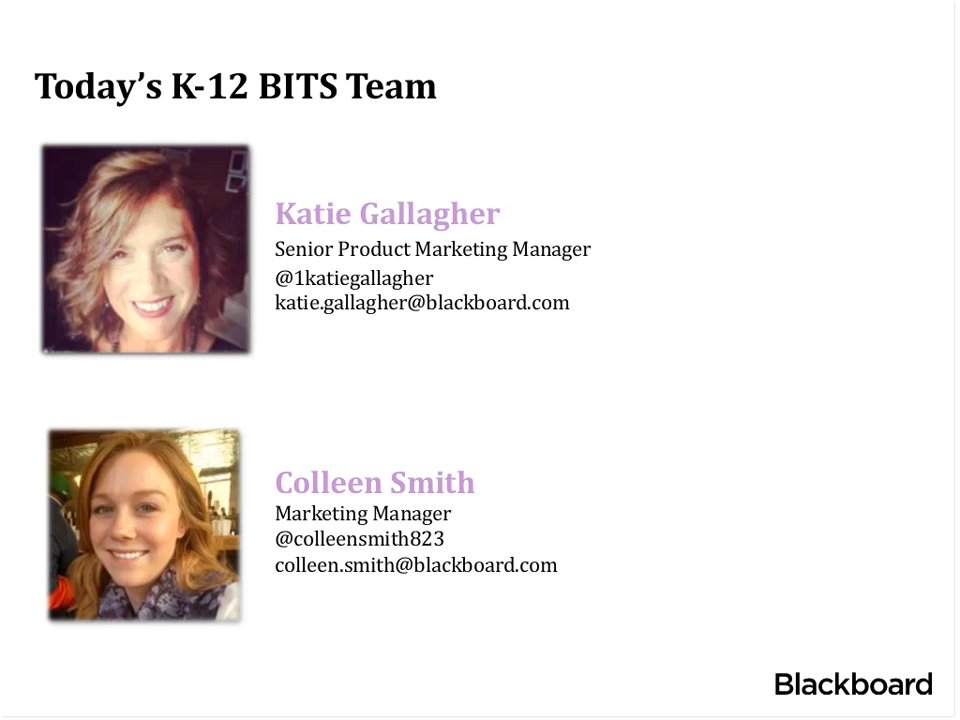 Today’s K-12 BITS Team
Katie Gallagher
Senior Product Marketing Manager
@1katiegallagher
katie.gallagher@blackboard.com
Colleen Smith
Marketing Manager
@colleensmith823
colleen.smith@blackboard.com
Blackboard